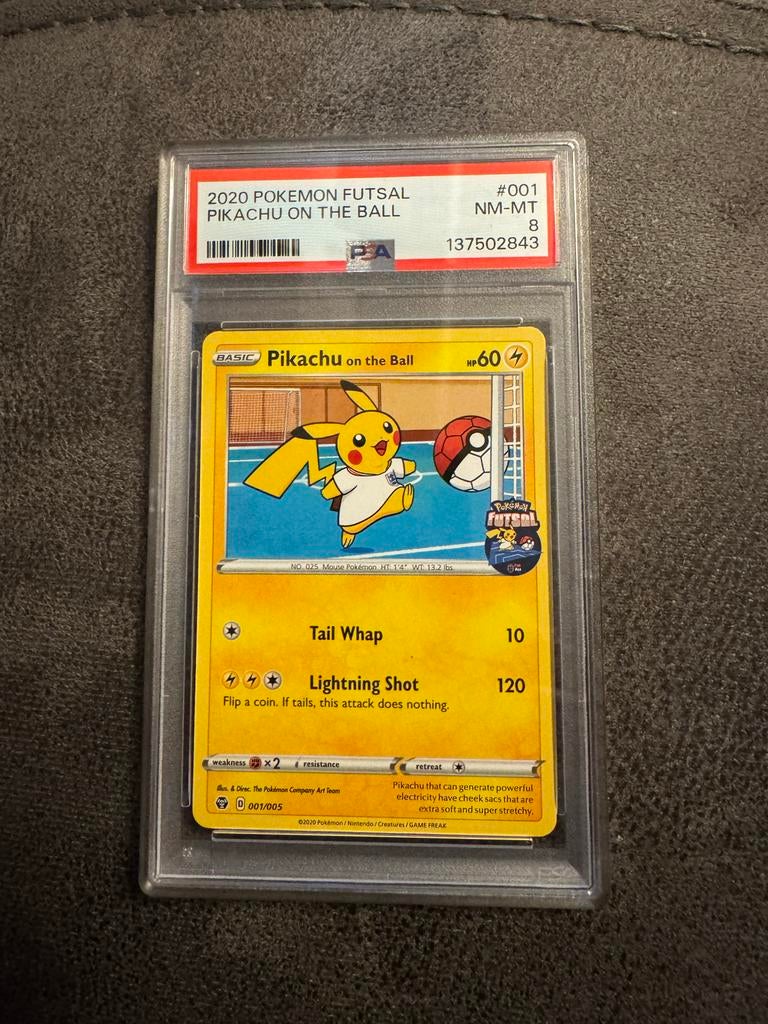 2020 POKEMON FUTSAL #001
PIKACHU ON THE BALL NM-MT
8
PSA 137502843
BASIC Pikachu on the Ball HP60
POKÉMON
FUTSAL
NO. 025 Mouse Pokémon HT: 1'4" WT: 13.2 lbs.
Tail Whap 10
Lightning Shot 120
Flip a coin. If tails, this attack does nothing.
weakness ×2 resistance retreat
Illus. & Direc. The Pokémon Company Art Team
D 001/005
Pikachu that can generate powerful
electricity have cheek sacs that are
extra soft and super stretchy.
©2020 Pokémon / Nintendo / Creatures / GAME FREAK